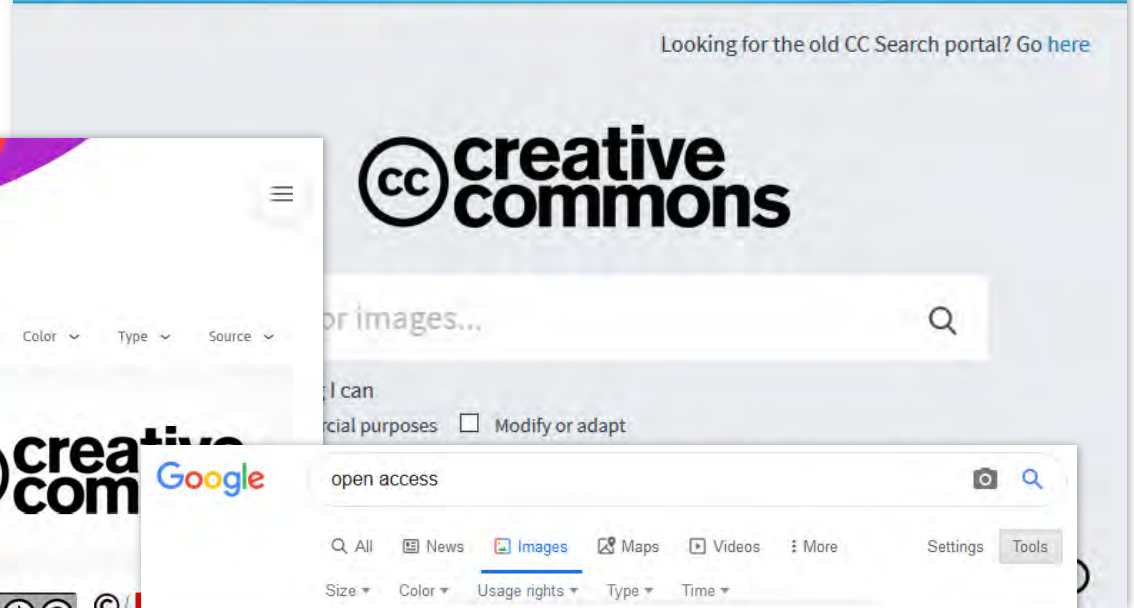 Looking for the old CC Search portal? Go here
cc creative
commons
or images...
I can
rcial purposes Modify or adapt
Color Type Source
creative
com
Google open access
All News Images Maps Videos More Settings Tools
Size Color Usage rights Type Time